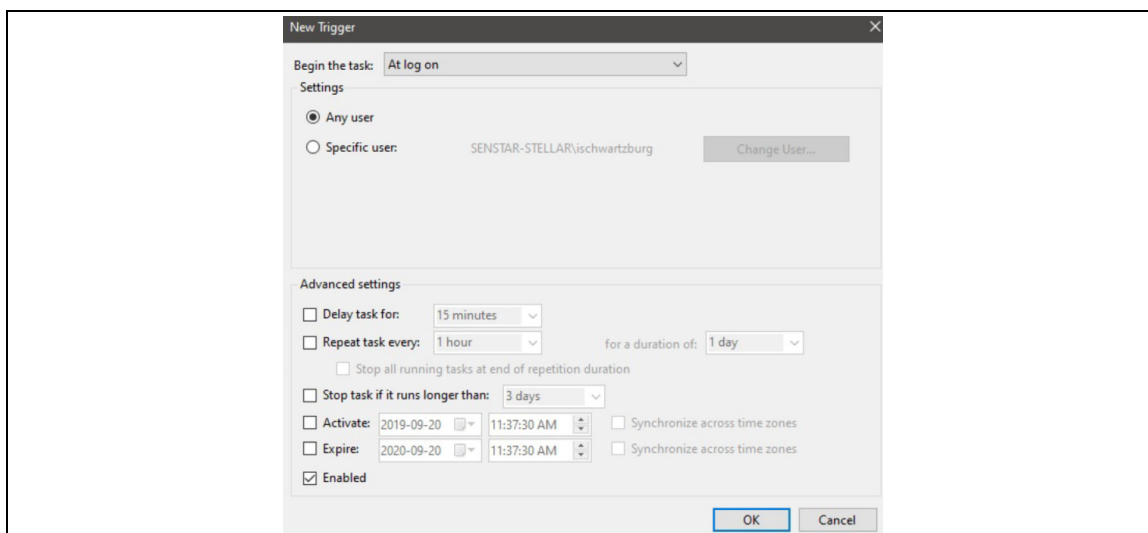 New Trigger
Begin the task: At log on
Settings
Any user
Specific user: SENSTAR-STELLAR\ischwartzburg Change User...
Advanced settings
Delay task for: 15 minutes
Repeat task every: 1 hour for a duration of: 1 day
Stop all running tasks at end of repetition duration
Stop task if it runs longer than: 3 days
Activate: 2019-09-20 11:37:30 AM Synchronize across time zones
Expire: 2020-09-20 11:37:30 AM Synchronize across time zones
Enabled
OK Cancel